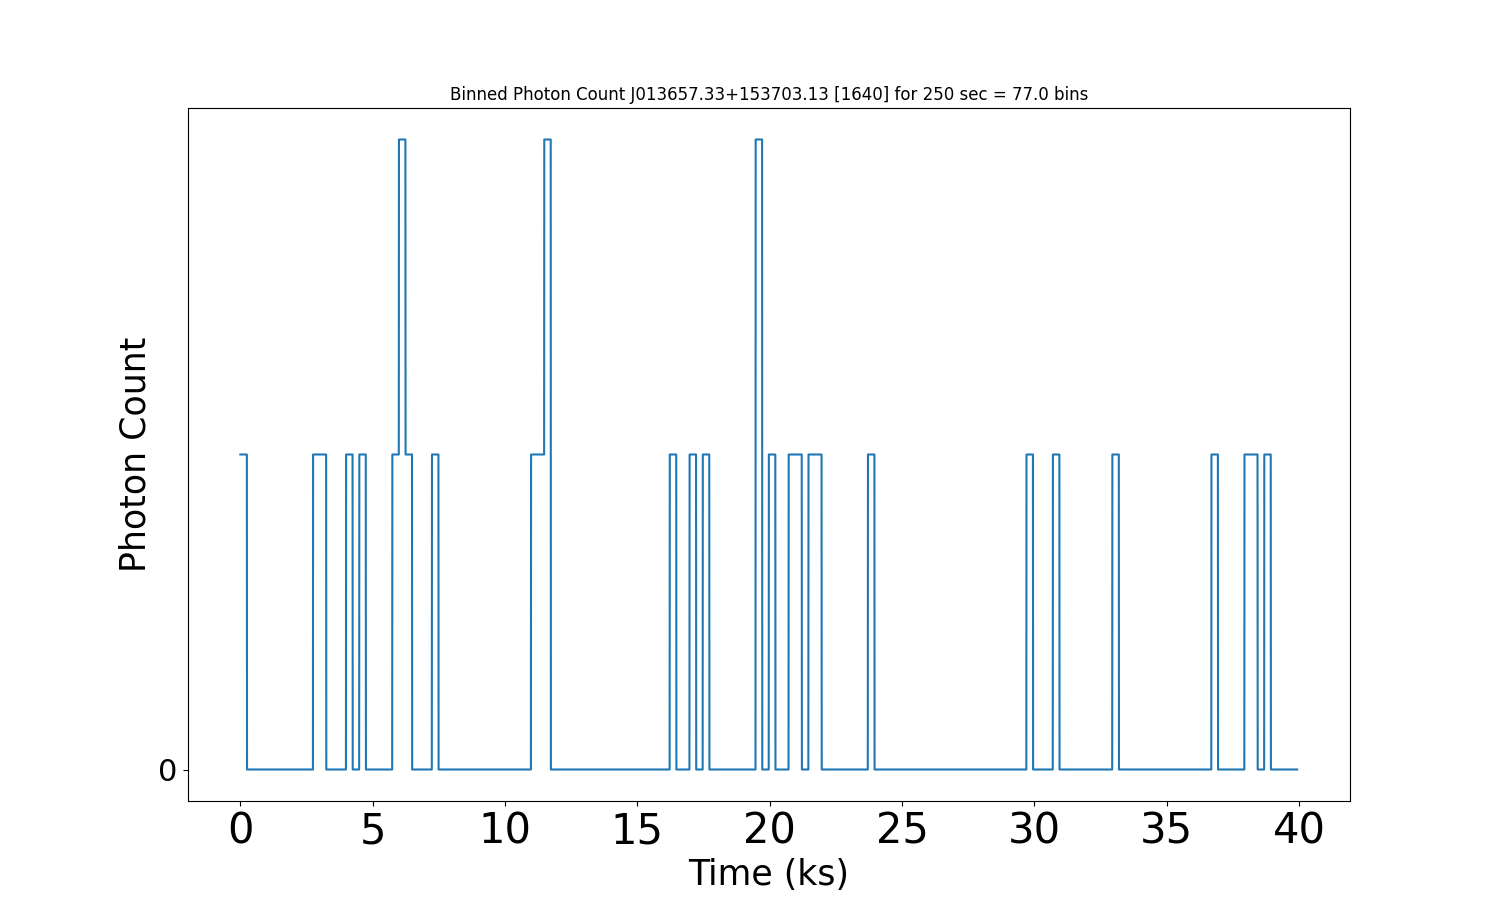 Binned Photon Count J013657.33+153703.13 [1640] for 250 sec = 77.0 bins
Photon Count
0
0 5 10 15 20 25 30 35 40
Time (ks)